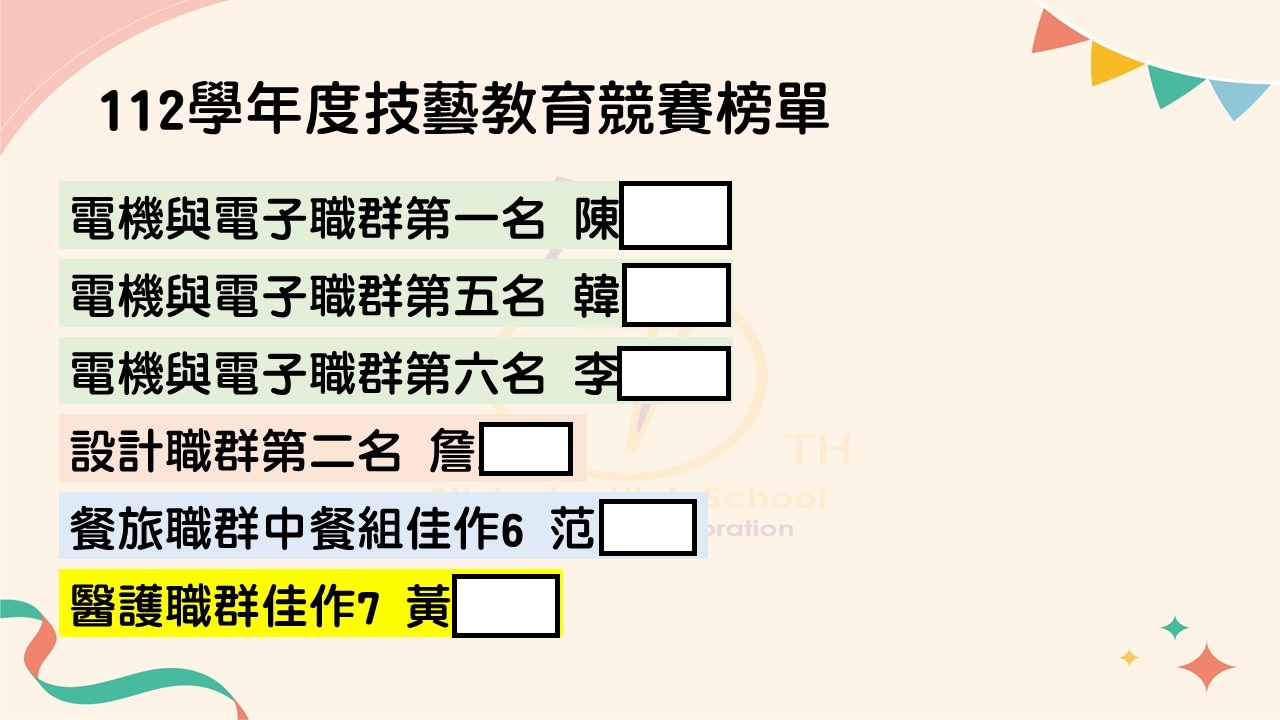 112學年度技藝教育競賽榜單
電機與電子職群第一名 陳
電機與電子職群第五名 韓
電機與電子職群第六名 李
設計職群第二名 詹
TH
餐旅職群中餐組佳作6 范
School
醫護職群佳作7 黃